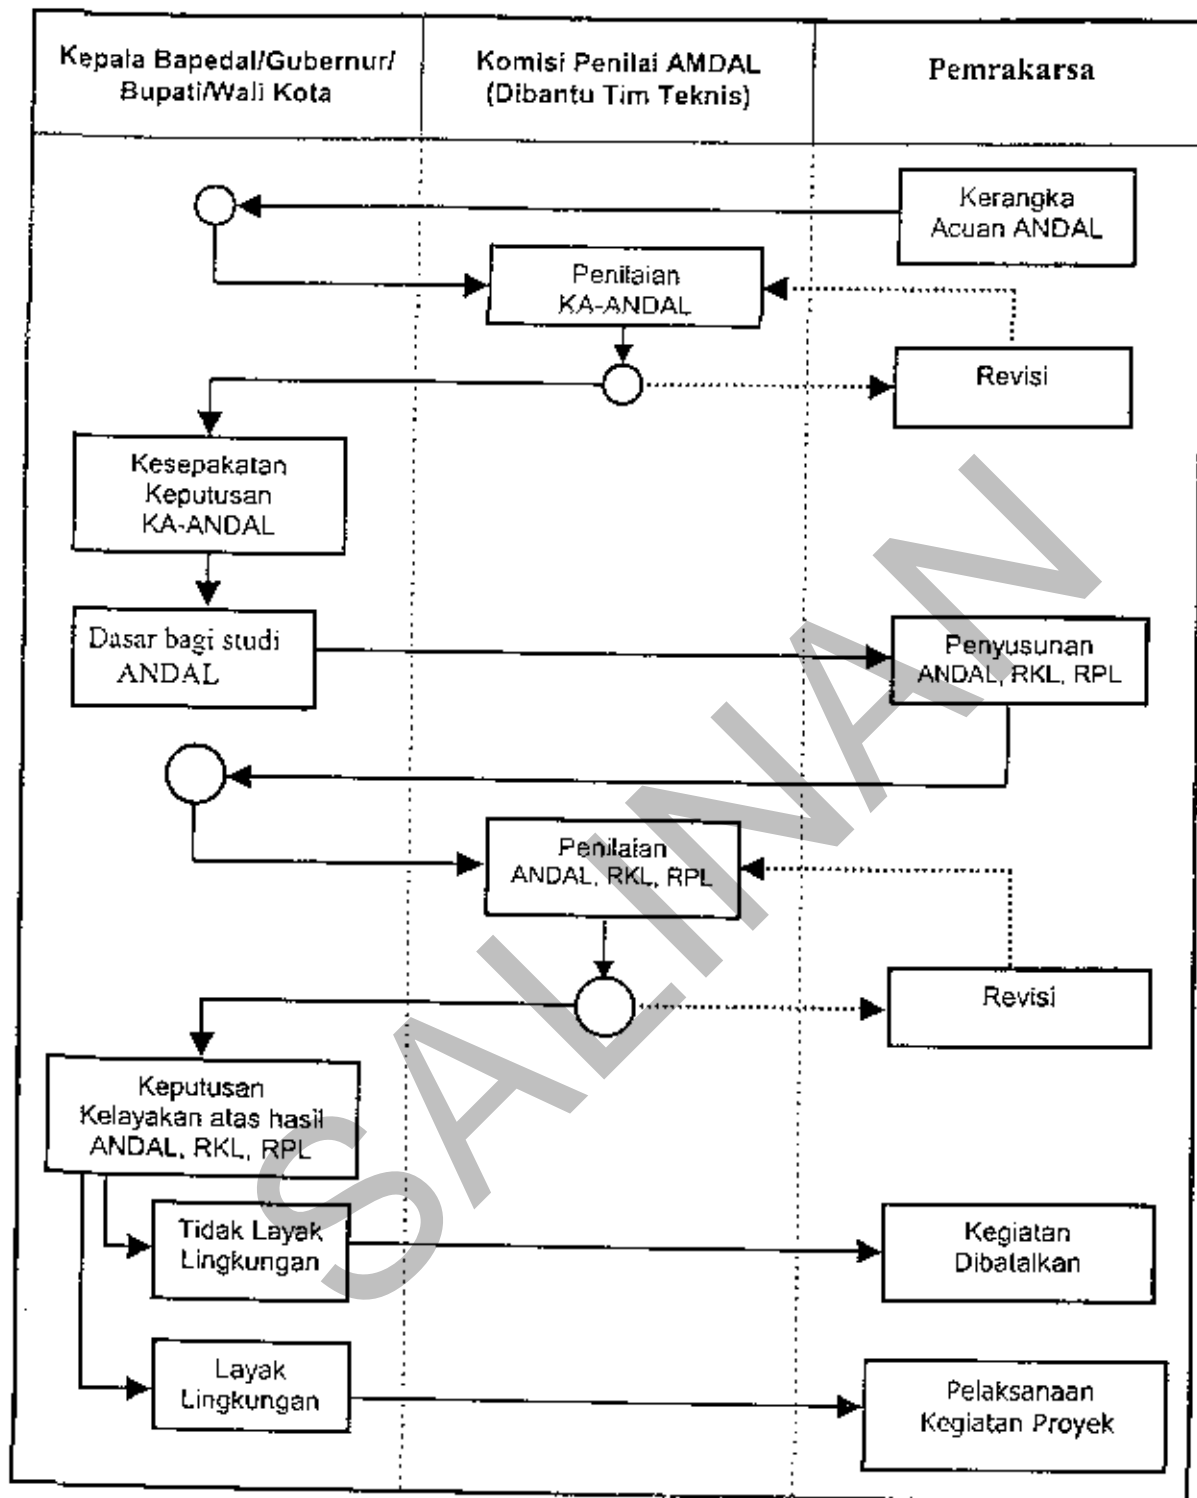 Kepala Bapedal/Gubernur/
Bupati/Wali Kota
Komisi Penilai AMDAL
(Dibantu Tim Teknis)
Pemrakarsa
Kerangka
Acuan ANDAL
Penilaian
KA-ANDAL
Revisi
Kesepakatan
Keputusan
KA-ANDAL
Dasar bagi studi
ANDAL
Penyusunan
ANDAL, RKL, RPL
Penilaian
ANDAL, RKL, RPL
Revisi
Keputusan
Kelayakan atas hasil
ANDAL, RKL, RPL
Tidak Layak
Lingkungan
Kegiatan
Dibatalkan
Layak
Lingkungan
Pelaksanaan
Kegiatan Proyek
SALINAN